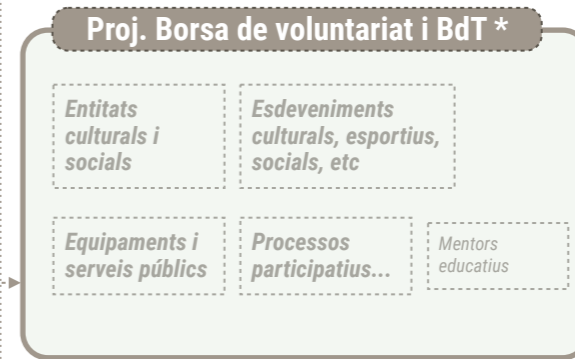 Proj. Borsa de voluntariat i BdT *
Entitats
culturals i
socials
Esdeveniments
culturals, esportius,
socials, etc
Equipaments i
serveis públics
Processos
participatius...
Mentors
educatius